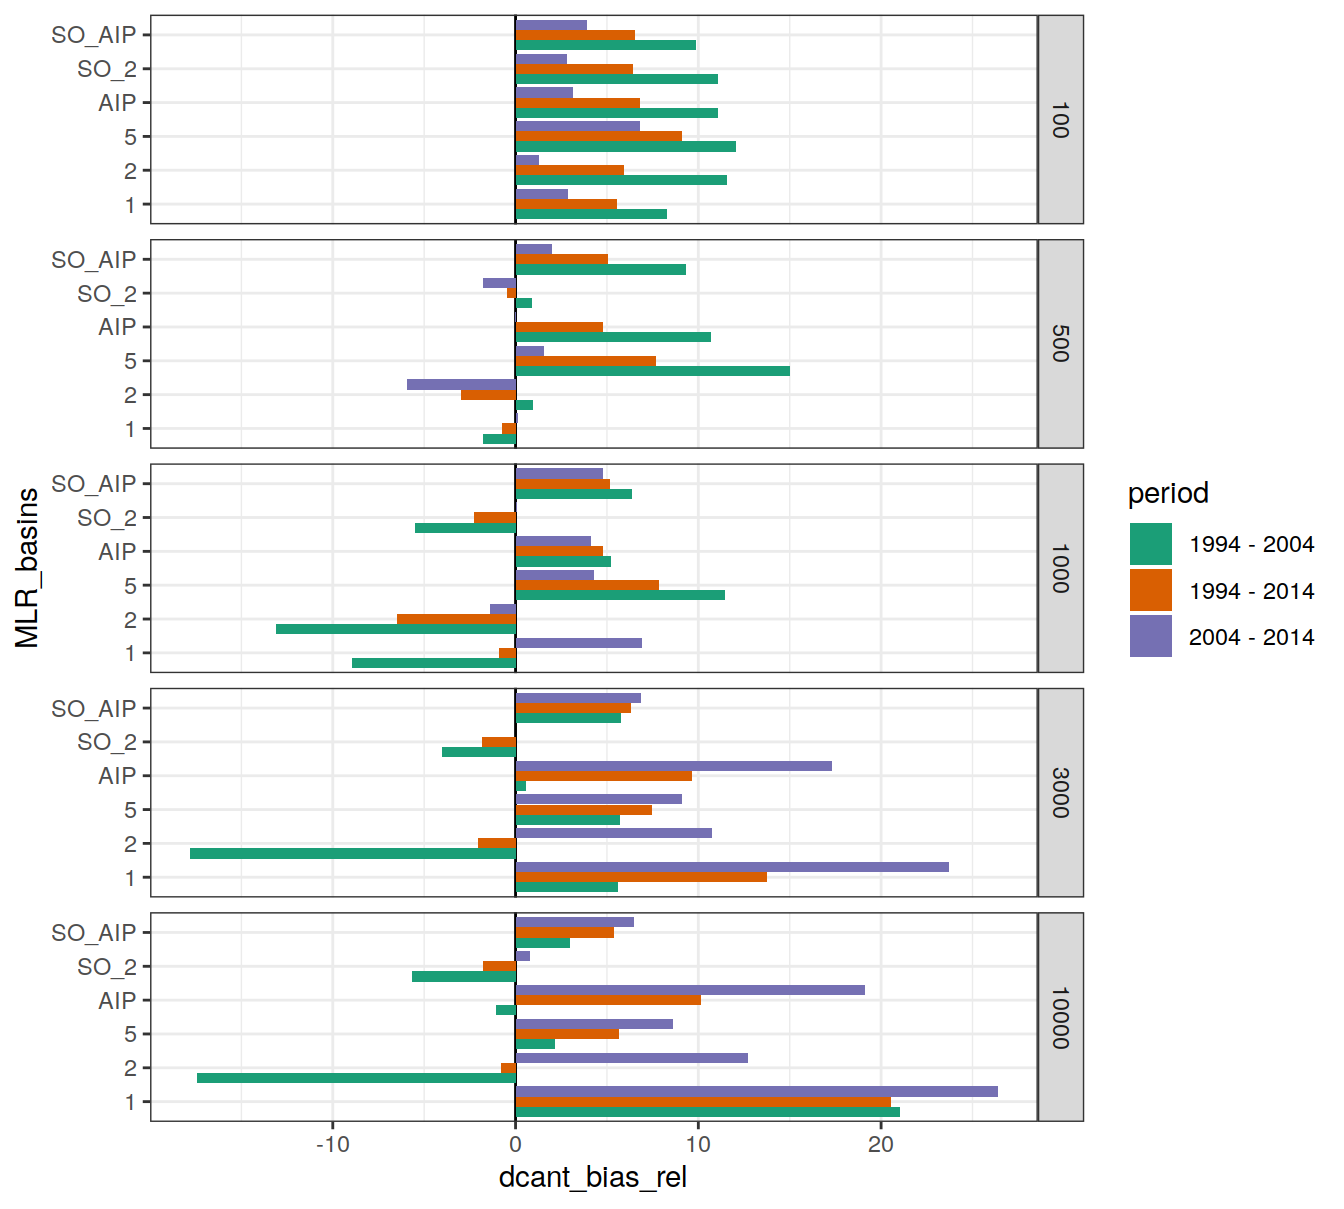 SO_AIP
SO_2
AIP
5
2
1
100
SO_AIP
SO_2
AIP
5
2
1
500
SO_AIP
SO_2
AIP
5
2
1
1000
SO_AIP
SO_2
AIP
5
2
1
3000
SO_AIP
SO_2
AIP
5
2
1
10000
-10
0
10
20
dcant_bias_rel
MLR_basins
period
1994 - 2004
1994 - 2014
2004 - 2014